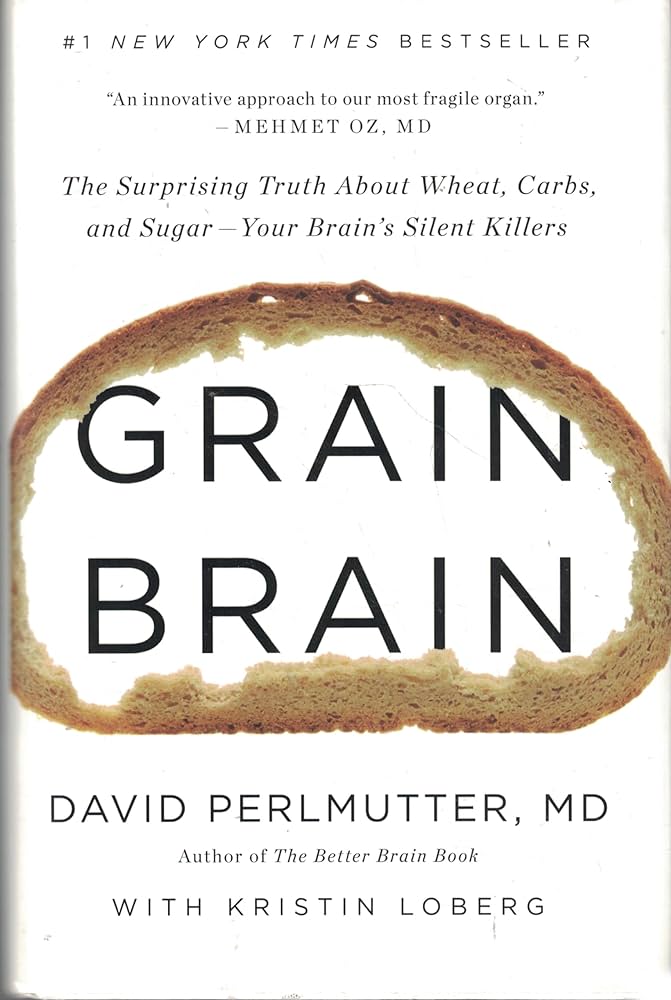 #1 NEW YORK TIMES BESTSELLER
“An innovative approach to our most fragile organ.”
—MEHMET OZ, MD
The Surprising Truth About Wheat, Carbs,
and Sugar—Your Brain’s Silent Killers
GRAIN
BRAIN
DAVID PERLMUTTER, MD
Author of The Better Brain Book
WITH KRISTIN LOBERG